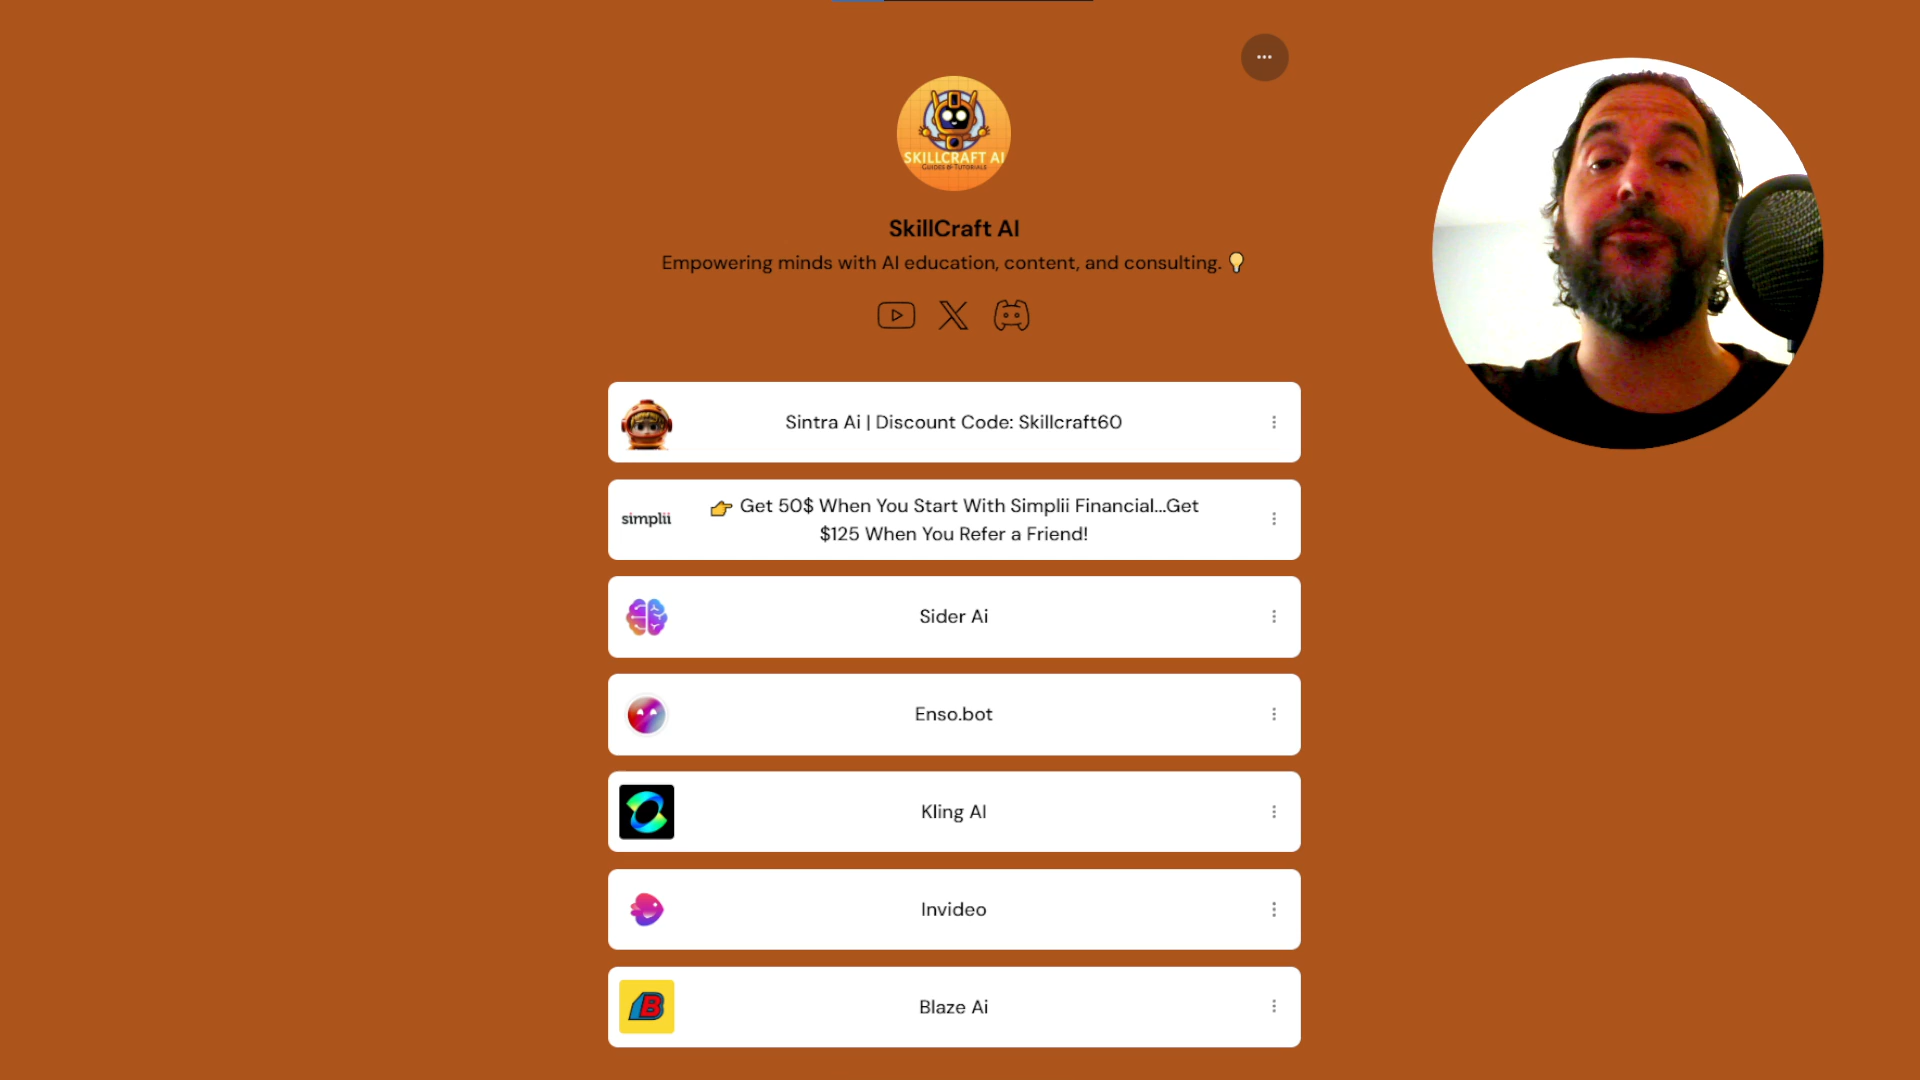 SKILLCRAFT AI
GUIDES & TUTORIALS
SkillCraft AI
Empowering minds with AI education, content, and consulting. 💡
Sintra Ai | Discount Code: Skillcraft60
simplii
👉 Get 50$ When You Start With Simplii Financial...Get
$125 When You Refer a Friend!
Sider Ai
Enso.bot
Kling AI
Invideo
B
Blaze Ai